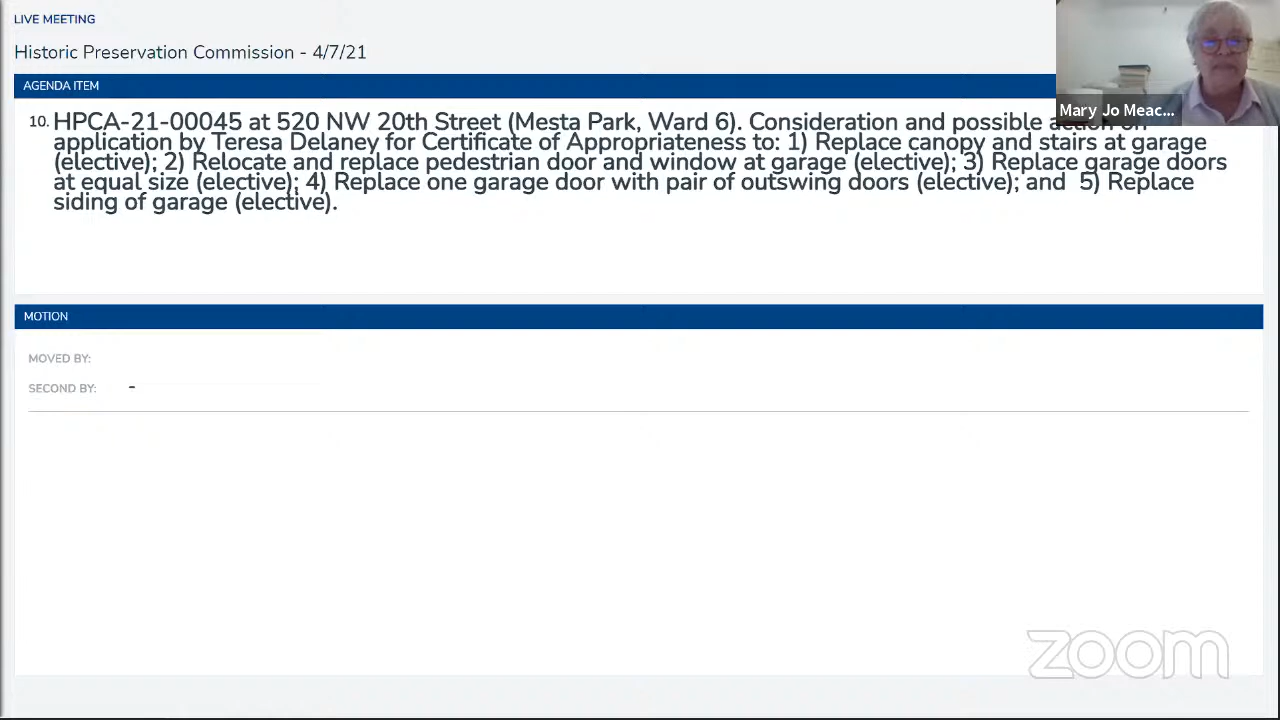 LIVE MEETING
Historic Preservation Commission - 4/7/21
AGENDA ITEM
Mary Jo Meac...
10. HPCA-21-00045 at 520 NW 20th Street (Mesta Park, Ward 6). Consideration and possible action on
application by Teresa Delaney for Certificate of Appropriateness to: 1) Replace canopy and stairs at garage
(elective); 2) Relocate and replace pedestrian door and window at garage (elective); 3) Replace garage doors
at equal size (elective); 4) Replace one garage door with pair of outswing doors (elective); and 5) Replace
siding of garage (elective).
MOTION
MOVED BY:
SECOND BY: -
zoom